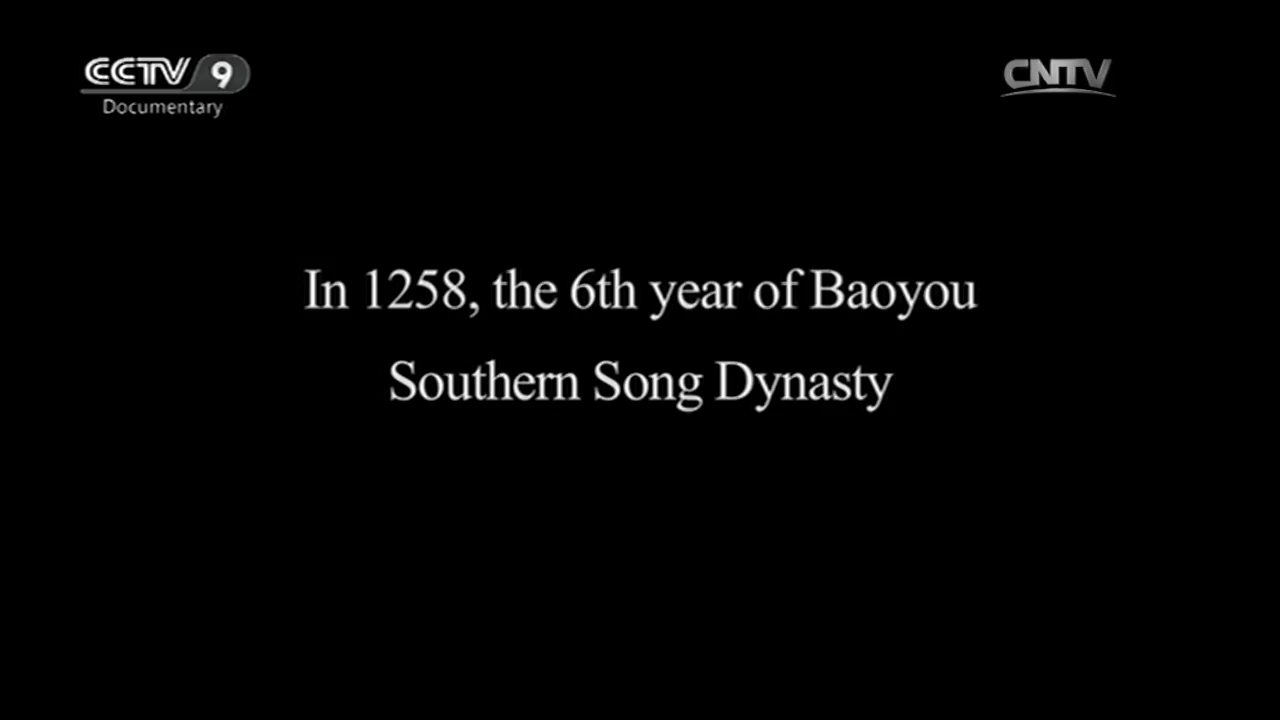 CCTV 9
Documentary
CNTV
In 1258, the 6th year of Baoyou
Southern Song Dynasty